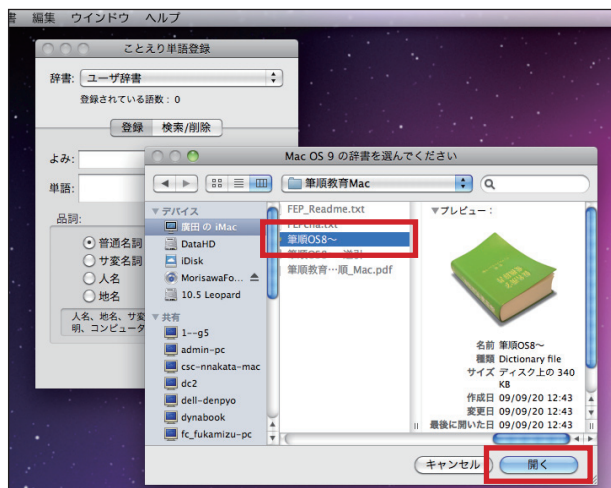 書 編集 ウインドウ ヘルプ
ことえり単語登録
辞書: ユーザ辞書
登録されている語数 : 0
登録 検索/削除
よみ:
単語:
品詞:
普通名詞
サ変名詞
人名
地名
人名、地名、サ変
明、コンピュータ
Mac OS 9 の辞書を選んでください
筆順教育Mac
デバイス
廣田 の iMac
DataHD
iDisk
MorisawaFo...
10.5 Leopard
共有
1--g5
admin-pc
csc-nnakata-mac
dc2
dell-denpyo
dynabook
fc_fukamizu-pc
FEP_Readme.txt
筆順OS8〜
筆順教育…順_Mac.pdf
プレビュー :
名前 筆順OS8〜
種類 Dictionary file
サイズ ディスク上の 340
KB
作成日 09/09/20 12:43
変更日 09/09/20 12:43
最後に開いた日 09/09/20 12:43
キャンセル
開く